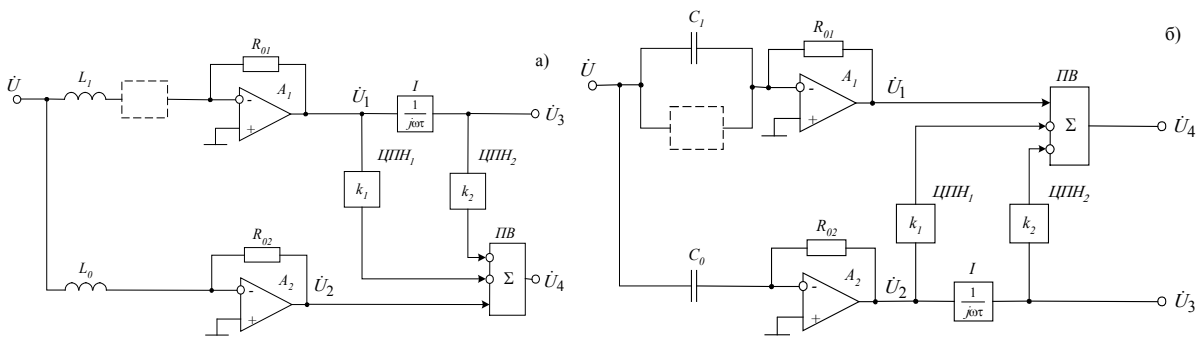 а)
R01
U̇
L1
A1
-
+
U̇1
I
1
jωτ
U̇3
ЦПН1
ЦПН2
k1
k2
ПВ
Σ
U̇4
R02
L0
A2
-
+
U̇2
б)
C1
R01
U̇
A1
-
+
U̇1
ПВ
Σ
U̇4
ЦПН1
ЦПН2
k1
k2
R02
C0
A2
-
+
U̇2
I
1
jωτ
U̇3